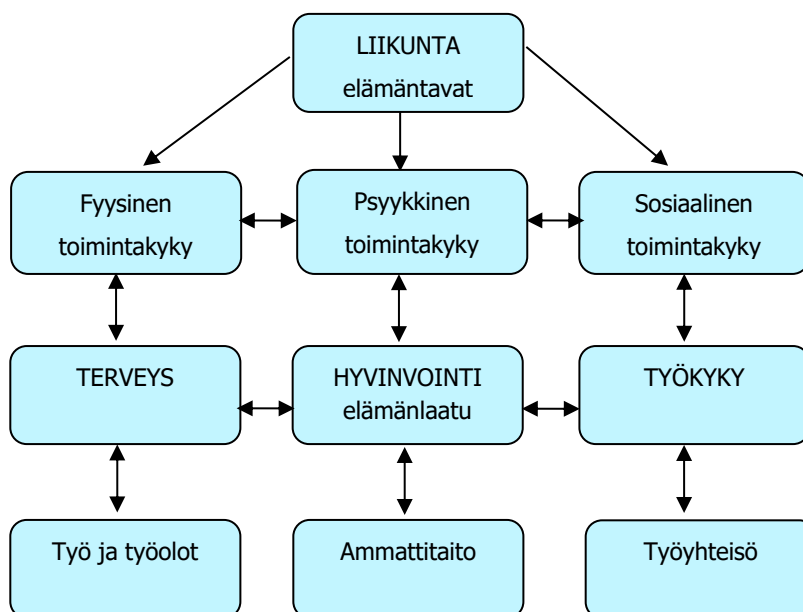 LIIKUNTA
elämäntavat
Fyysinen
toimintakyky
Psyykkinen
toimintakyky
Sosiaalinen
toimintakyky
TERVEYS
HYVINVOINTI
elämänlaatu
TYÖKYKY
Työ ja työolot
Ammattitaito
Työyhteisö